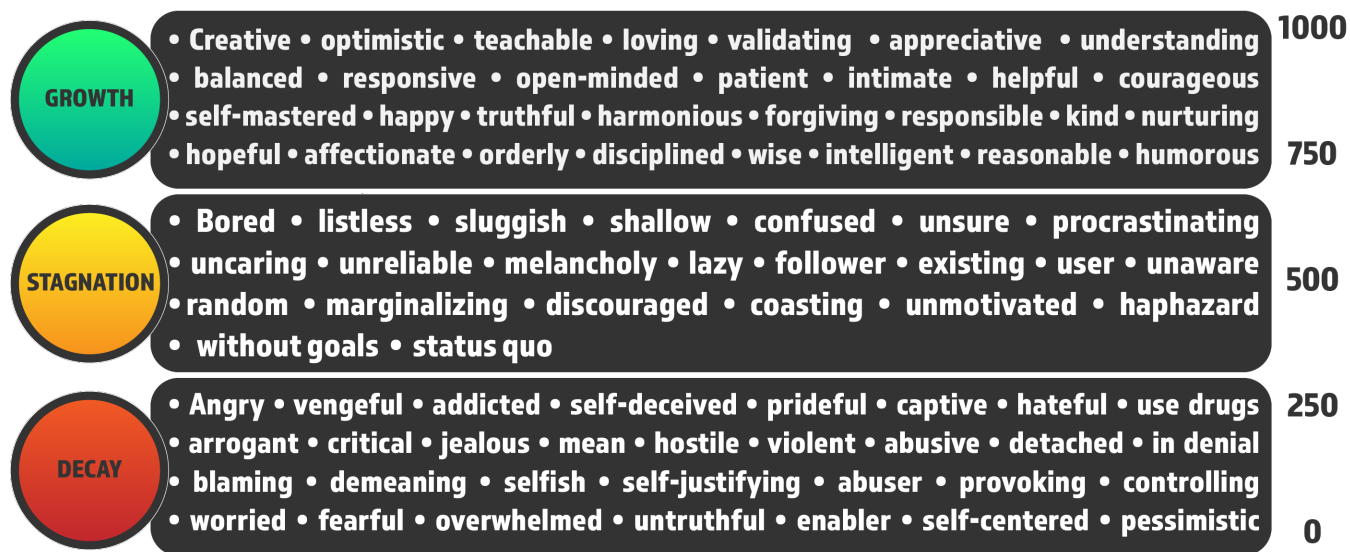 GROWTH
• Creative • optimistic • teachable • loving • validating • appreciative • understanding
• balanced • responsive • open-minded • patient • intimate • helpful • courageous
• self-mastered • happy • truthful • harmonious • forgiving • responsible • kind • nurturing
• hopeful • affectionate • orderly • disciplined • wise • intelligent • reasonable • humorous
1000
750
STAGNATION
• Bored • listless • sluggish • shallow • confused • unsure • procrastinating
• uncaring • unreliable • melancholy • lazy • follower • existing • user • unaware
• random • marginalizing • discouraged • coasting • unmotivated • haphazard
• without goals • status quo
500
DECAY
• Angry • vengeful • addicted • self-deceived • prideful • captive • hateful • use drugs
• arrogant • critical • jealous • mean • hostile • violent • abusive • detached • in denial
• blaming • demeaning • selfish • self-justifying • abuser • provoking • controlling
• worried • fearful • overwhelmed • untruthful • enabler • self-centered • pessimistic
250
0